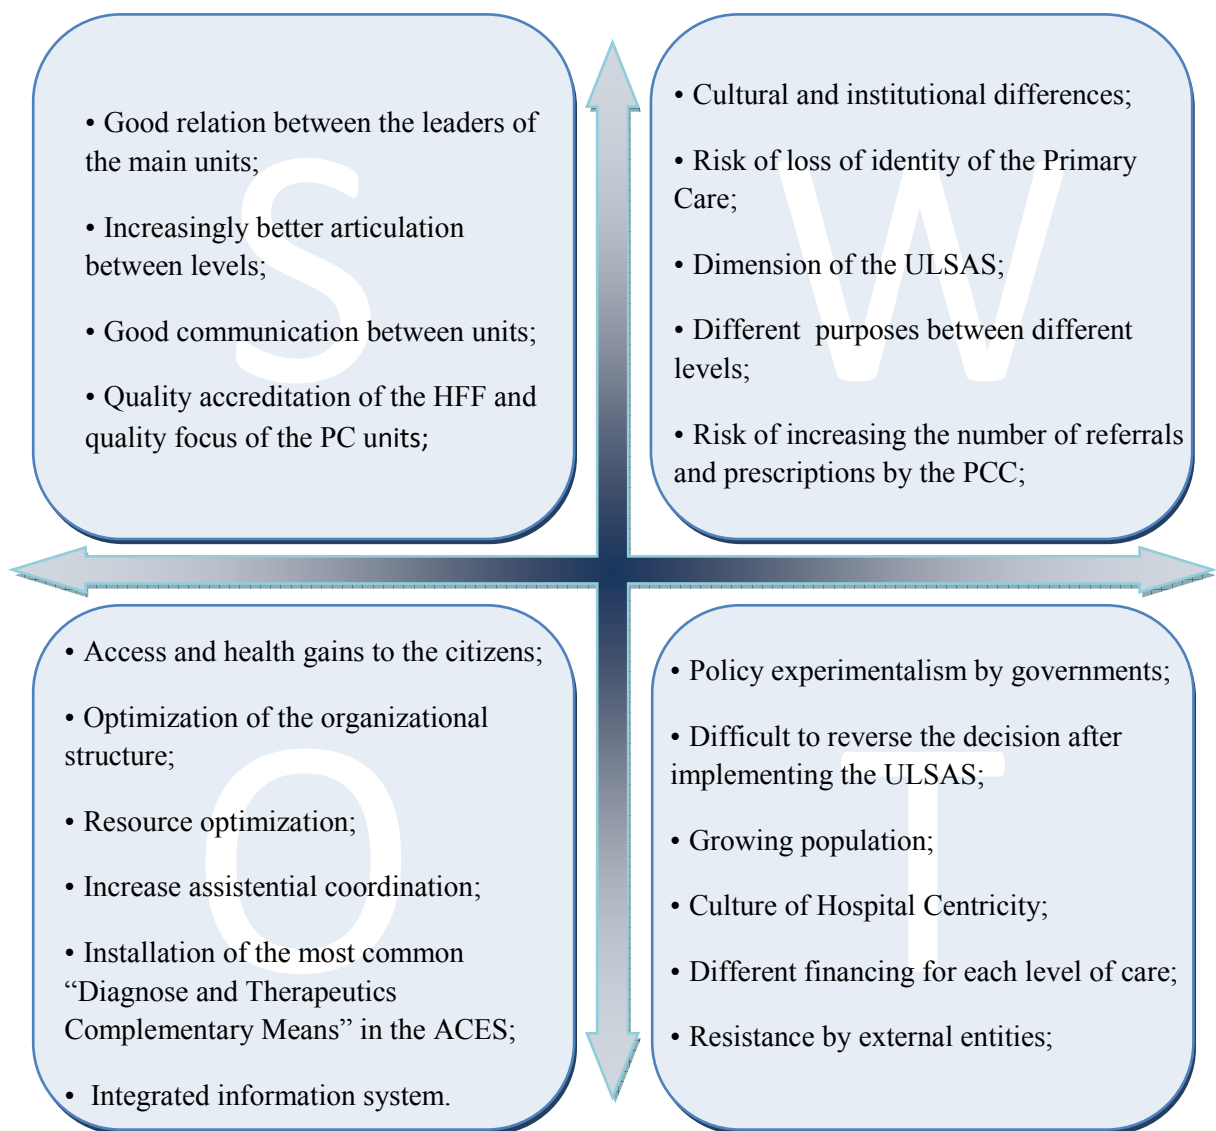 S
• Good relation between the leaders of
the main units;
• Increasingly better articulation
between levels;
• Good communication between units;
• Quality accreditation of the HFF and
quality focus of the PC units;
W
• Cultural and institutional differences;
• Risk of loss of identity of the Primary
Care;
• Dimension of the ULSAS;
• Different  purposes between different
levels;
• Risk of increasing the number of referrals
and prescriptions by the PCC;
O
• Access and health gains to the citizens;
• Optimization of the organizational
structure;
• Resource optimization;
• Increase assistential coordination;
• Installation of the most common
“Diagnose and Therapeutics
Complementary Means” in the ACES;
•  Integrated information system.
T
• Policy experimentalism by governments;
• Difficult to reverse the decision after
implementing the ULSAS;
• Growing population;
• Culture of Hospital Centricity;
• Different financing for each level of care;
• Resistance by external entities;